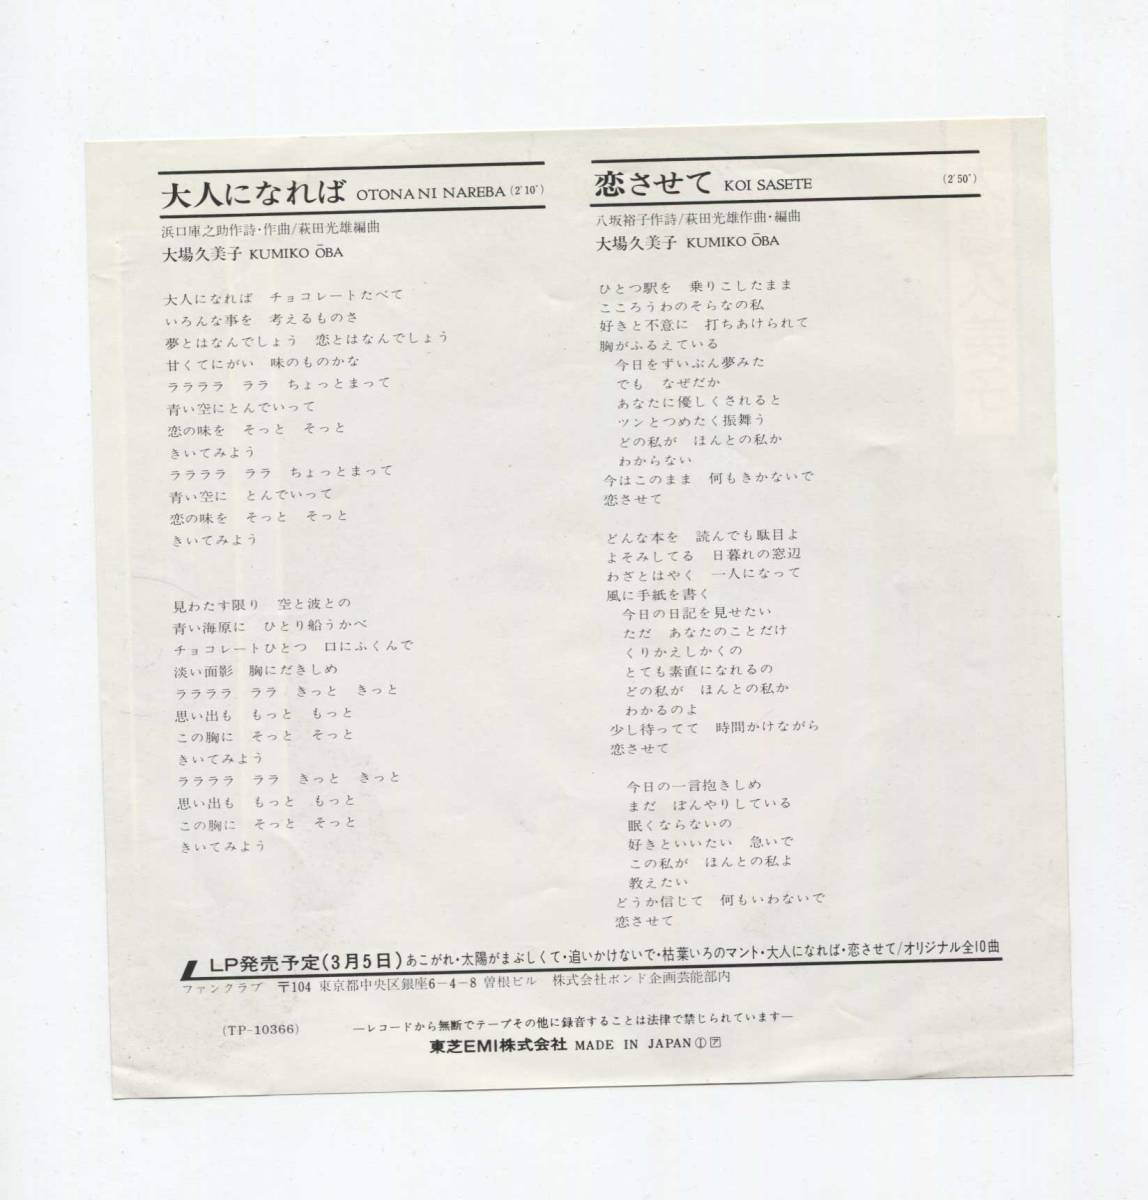 大人になれば OTONA NI NAREBA (2'10")
浜口庫之助作詩・作曲/萩田光雄編曲
大場久美子 KUMIKO ŌBA
大人になれば チョコレートたべて
いろんな事を 考えるものさ
夢とはなんでしょう 恋とはなんでしょう
甘くてにがい 味のものかな
ララララ ララ ちょっとまって
青い空にとんでいって
恋の味を そっと そっと
きいてみよう
ララララ ララ ちょっとまって
青い空に とんでいって
恋の味を そっと そっと
きいてみよう
見わたす限り 空と波との
青い海原に ひとり船うかべ
チョコレートひとつ 口にふくんで
淡い面影 胸にだきしめ
ララララ ララ きっと きっと
思い出も もっと もっと
この胸に そっと そっと
きいてみよう
ララララ ララ きっと きっと
思い出も もっと もっと
この胸に そっと そっと
きいてみよう
恋させて KOI SASETE (2'50")
八坂裕子作詩/萩田光雄作曲・編曲
大場久美子 KUMIKO ŌBA
ひとつ駅を 乗りこしたまま
こころうわのそらなの私
好きと不意に 打ちあけられて
胸がふるえている
今日をずいぶん夢みた
でも なぜだか
あなたに優しくされると
ツンとつめたく振舞う
どの私が ほんとの私か
わからない
今はこのまま 何もきかないで
恋させて
どんな本を 読んでも駄目よ
よそみしてる 日暮れの窓辺
わざとはやく 一人になって
風に手紙を書く
今日の日記を見せたい
ただ あなたのことだけ
くりかえしかくの
とても素直になれるの
どの私が ほんとの私か
わかるのよ
少し待ってて 時間かけながら
恋させて
今日の一言抱きしめ
まだ ぼんやりしている
眠くならないの
好きといいたい 急いで
この私が ほんとの私よ
教えたい
どうか信じて 何もいわないで
恋させて
LP発売予定(3月5日)あこがれ・太陽がまぶしくて・追いかけないで・枯葉いろのマント・大人になれば・恋させて/オリジナル全10曲
ファンクラブ 〒104 東京都中央区銀座6-4-8 曽根ビル 株式会社ボンド企画芸能部内
(TP-10366) —レコードから無断でテープその他に録音することは法律で禁じられています—
東芝EMI株式会社 MADE IN JAPAN Ⓘ ㋐